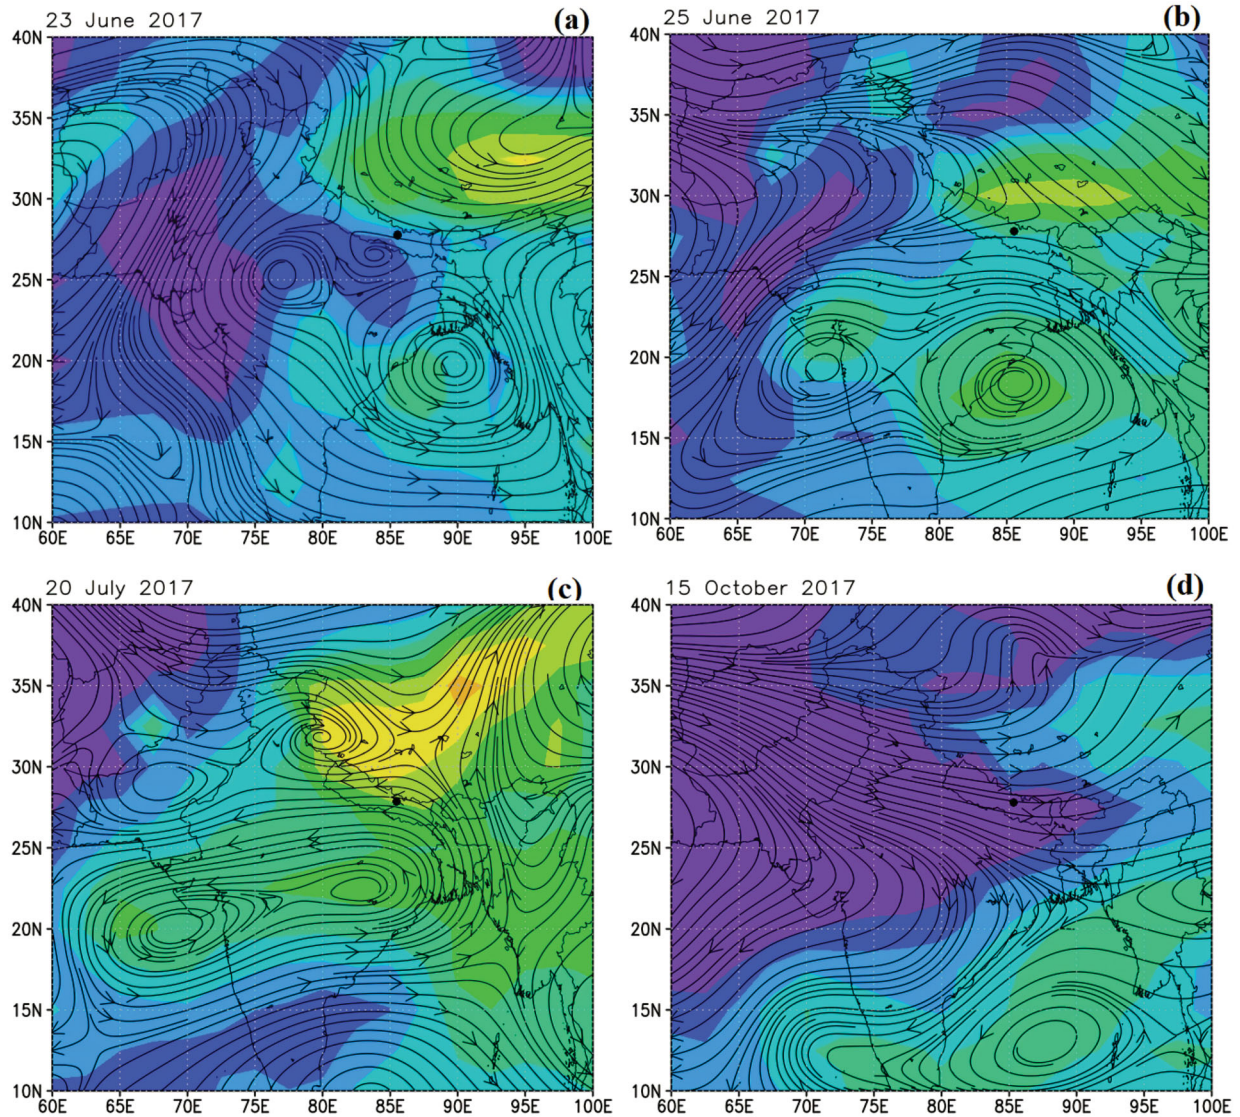 23 June 2017 (a)
25 June 2017 (b)
40N
35N
30N
25N
20N
15N
10N
60E 65E 70E 75E 80E 85E 90E 95E 100E
40N
35N
30N
25N
20N
15N
10N
60E 65E 70E 75E 80E 85E 90E 95E 100E
20 July 2017 (c)
15 October 2017 (d)
40N
35N
30N
25N
20N
15N
10N
60E 65E 70E 75E 80E 85E 90E 95E 100E
40N
35N
30N
25N
20N
15N
10N
60E 65E 70E 75E 80E 85E 90E 95E 100E